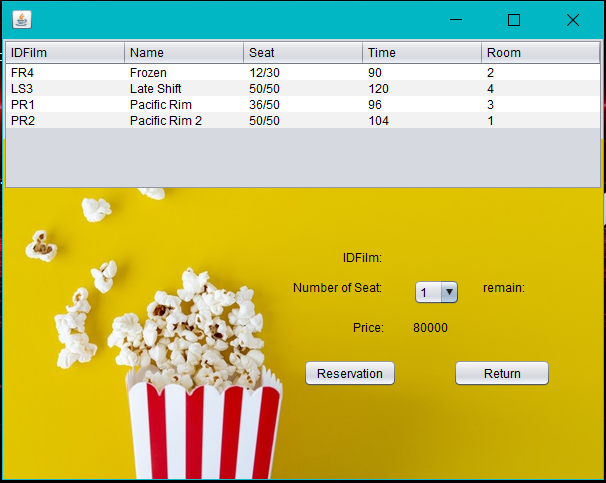 IDFilm Name Seat Time Room
FR4 Frozen 12/30 90 2
LS3 Late Shift 50/50 120 4
PR1 Pacific Rim 36/50 96 3
PR2 Pacific Rim 2 50/50 104 1
IDFilm:
Number of Seat: 1 remain:
Price: 80000
Reservation Return